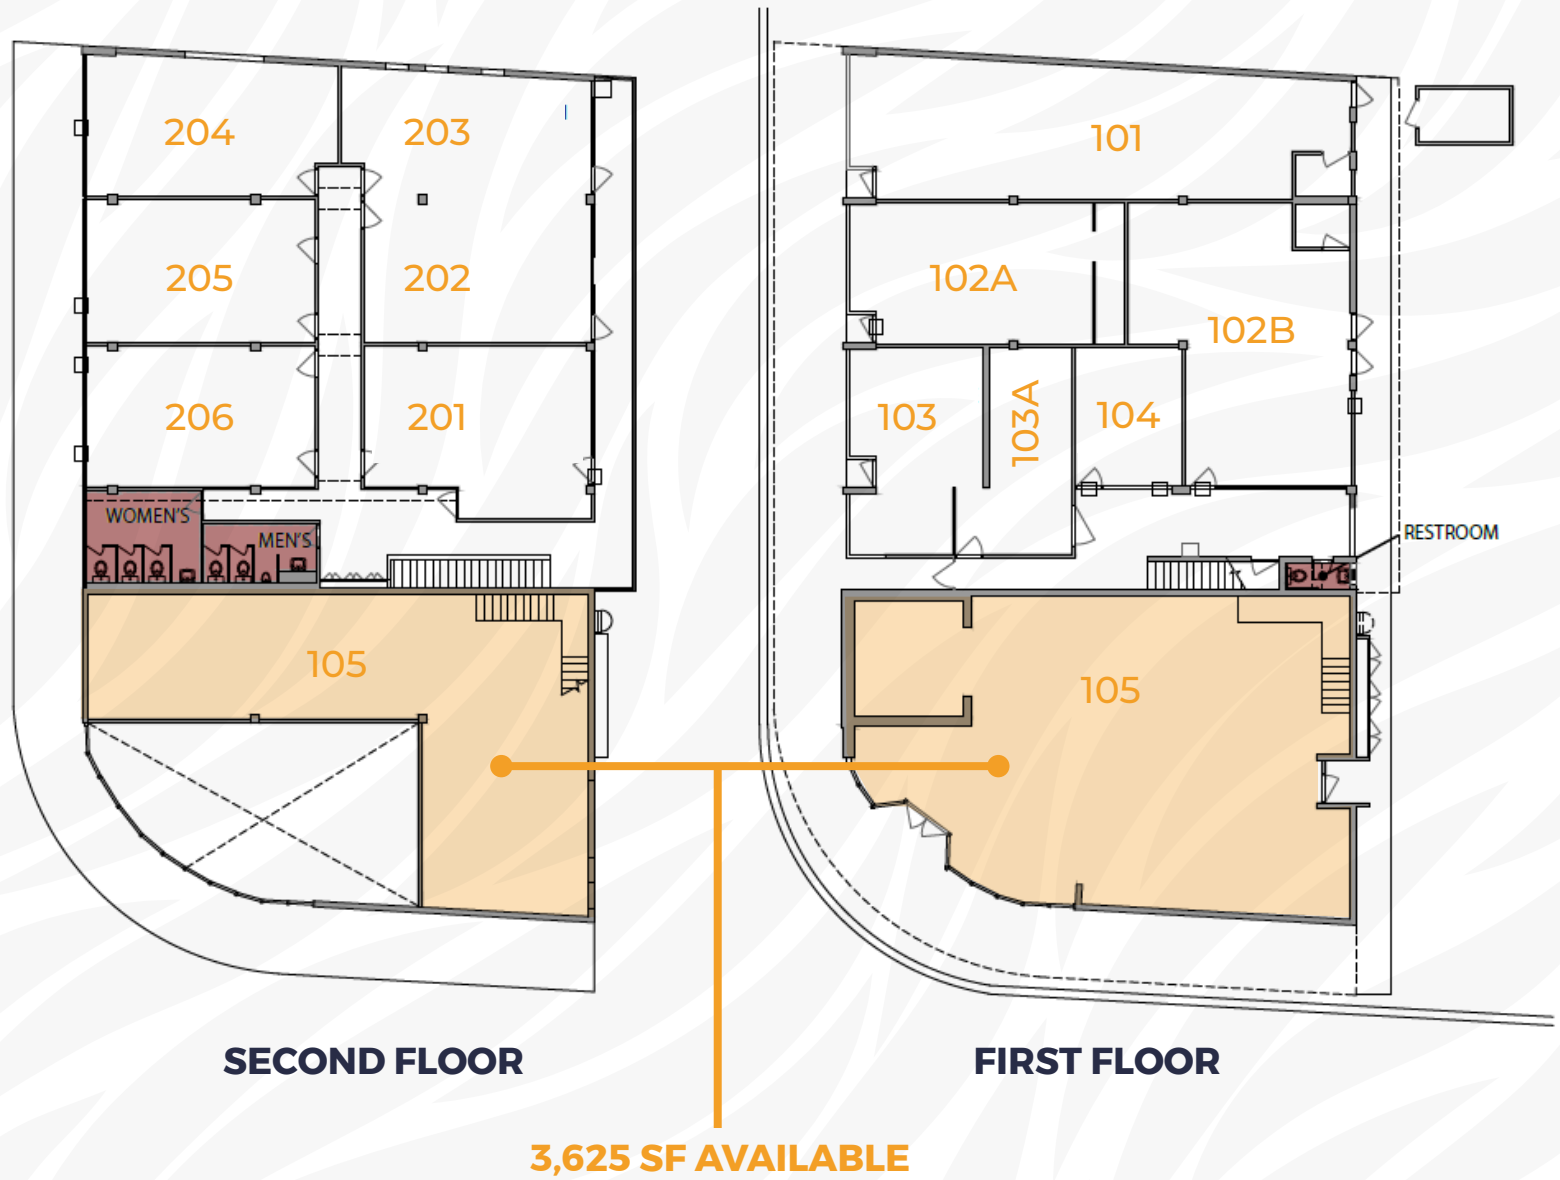 204
203
205
202
206
201
WOMEN'S
MEN'S
105
SECOND FLOOR
101
102A
102B
103
103A
104
RESTROOM
105
FIRST FLOOR
3,625 SF AVAILABLE